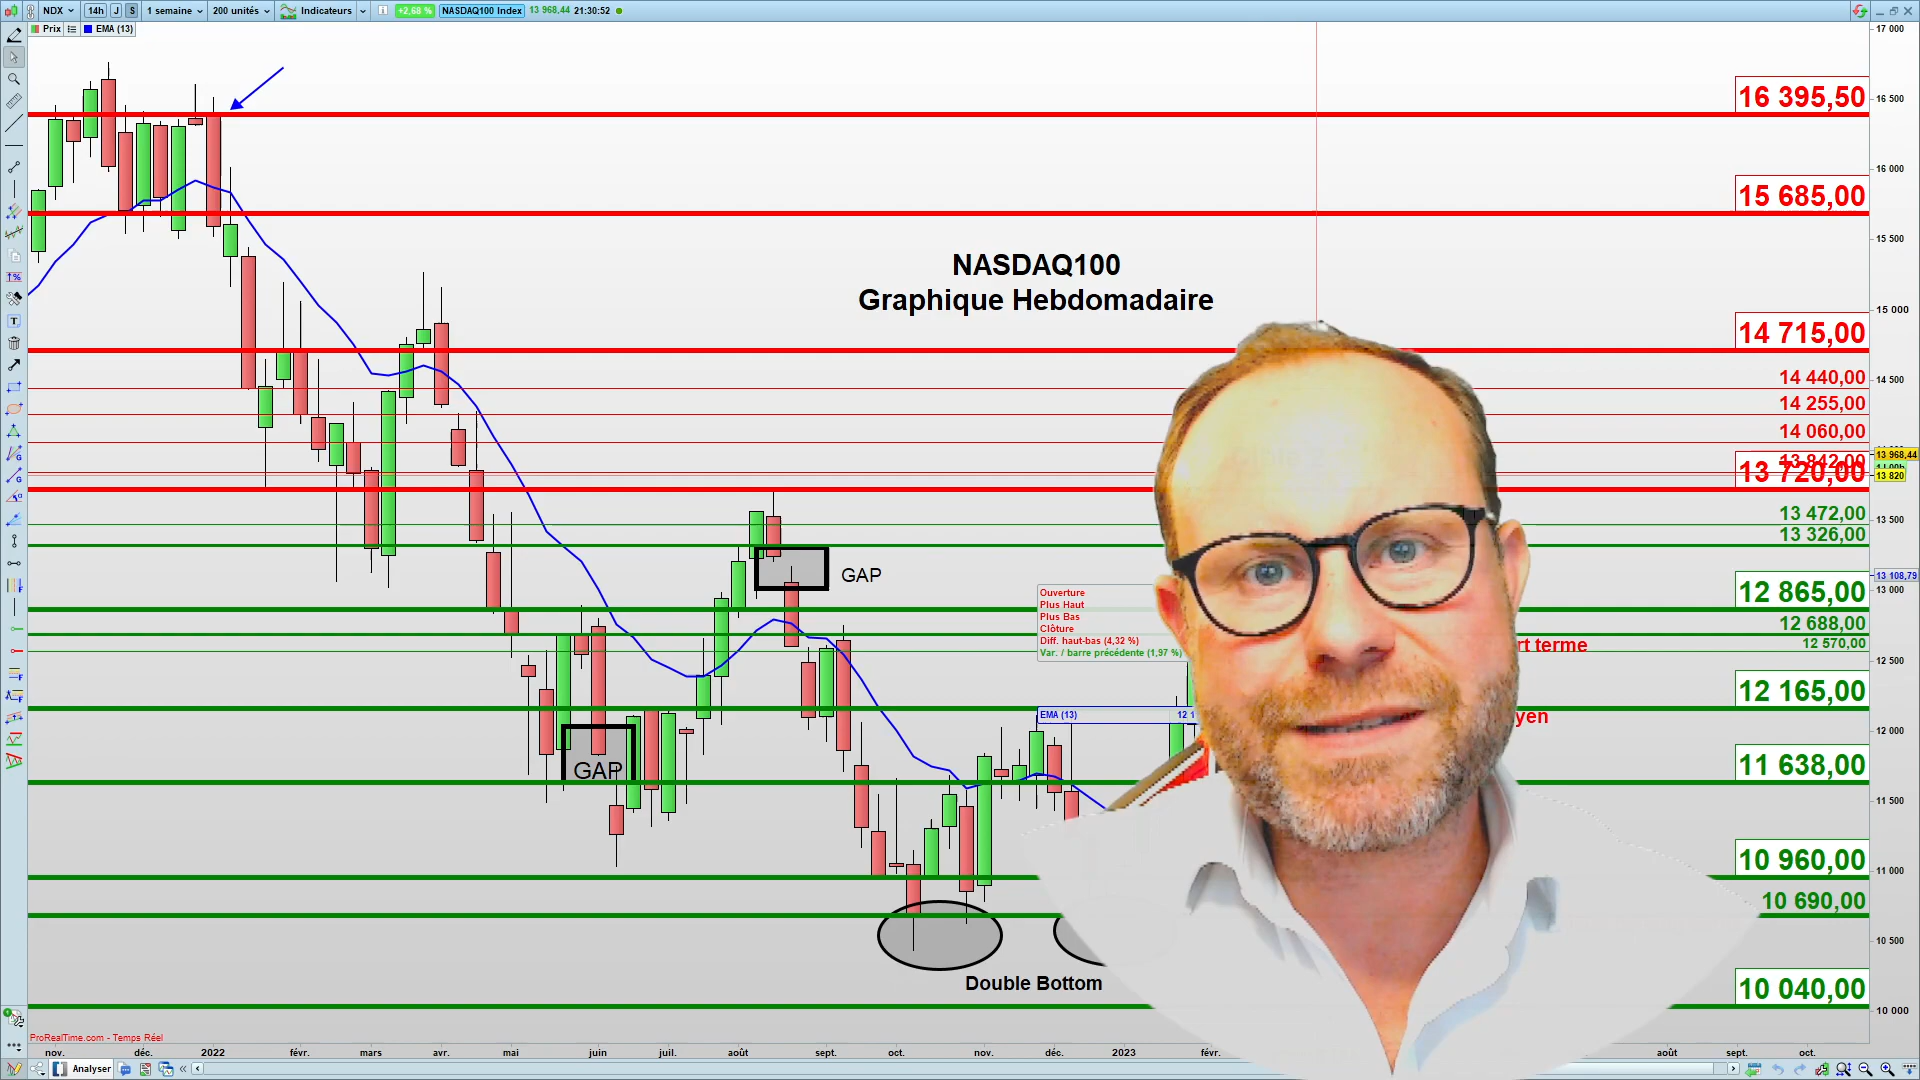 NDX
14h
J
S
1 semaine
200 unités
Indicateurs
+2,68 %
NASDAQ100 Index
13 968,44
21:30:52
Prix
EMA (13)
17 000
16 395,50
16 500
16 000
15 685,00
15 500
NASDAQ100
Graphique Hebdomadaire
15 000
14 715,00
14 440,00
14 500
14 255,00
14 060,00
13 968,44
13 842,00
13 720,00
13 820
13 472,00
13 500
13 326,00
GAP
13 108,79
12 865,00
13 000
Ouverture
Plus Haut
Plus Bas
Clôture
Diff. haut-bas (4,32 %)
Var. / barre précédente (1,97 %)
12 688,00
rt terme
12 570,00
12 500
12 165,00
EMA (13)
12 1
yen
12 000
GAP
11 638,00
11 500
10 960,00
11 000
10 690,00
10 500
Double Bottom
10 040,00
10 000
ProRealTime.com - Temps Réel
nov.
déc.
2022
févr.
mars
avr.
mai
juin
juil.
août
sept.
oct.
nov.
déc.
2023
févr.
août
sept.
oct.
Analyser